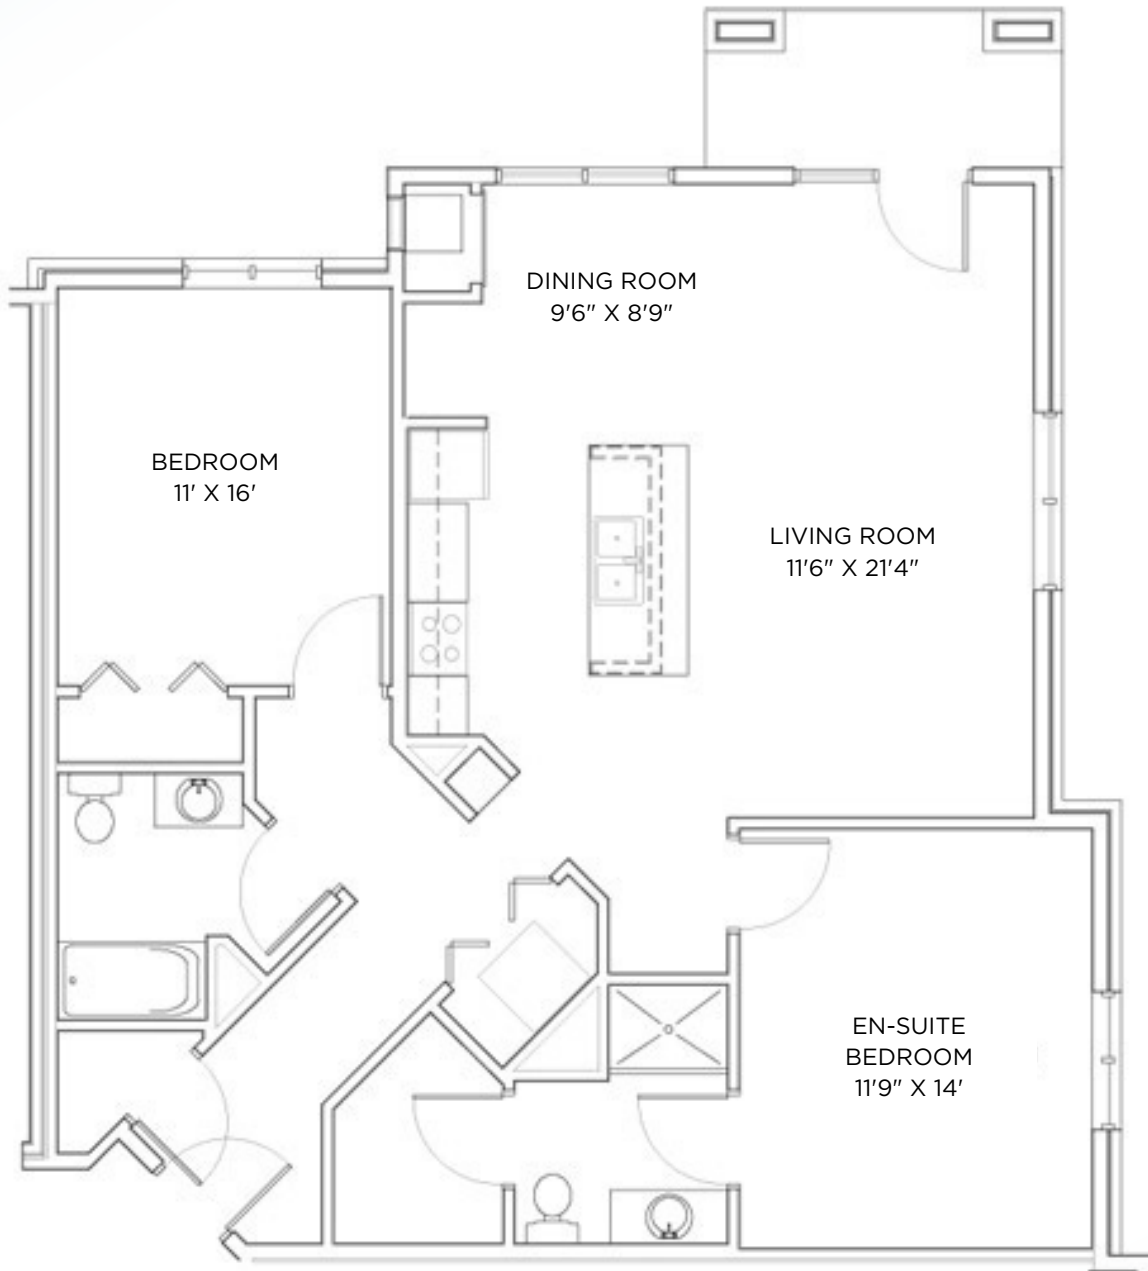 DINING ROOM
9'6" X 8'9"
BEDROOM
11' X 16'
LIVING ROOM
11'6" X 21'4"
EN-SUITE
BEDROOM
11'9" X 14'